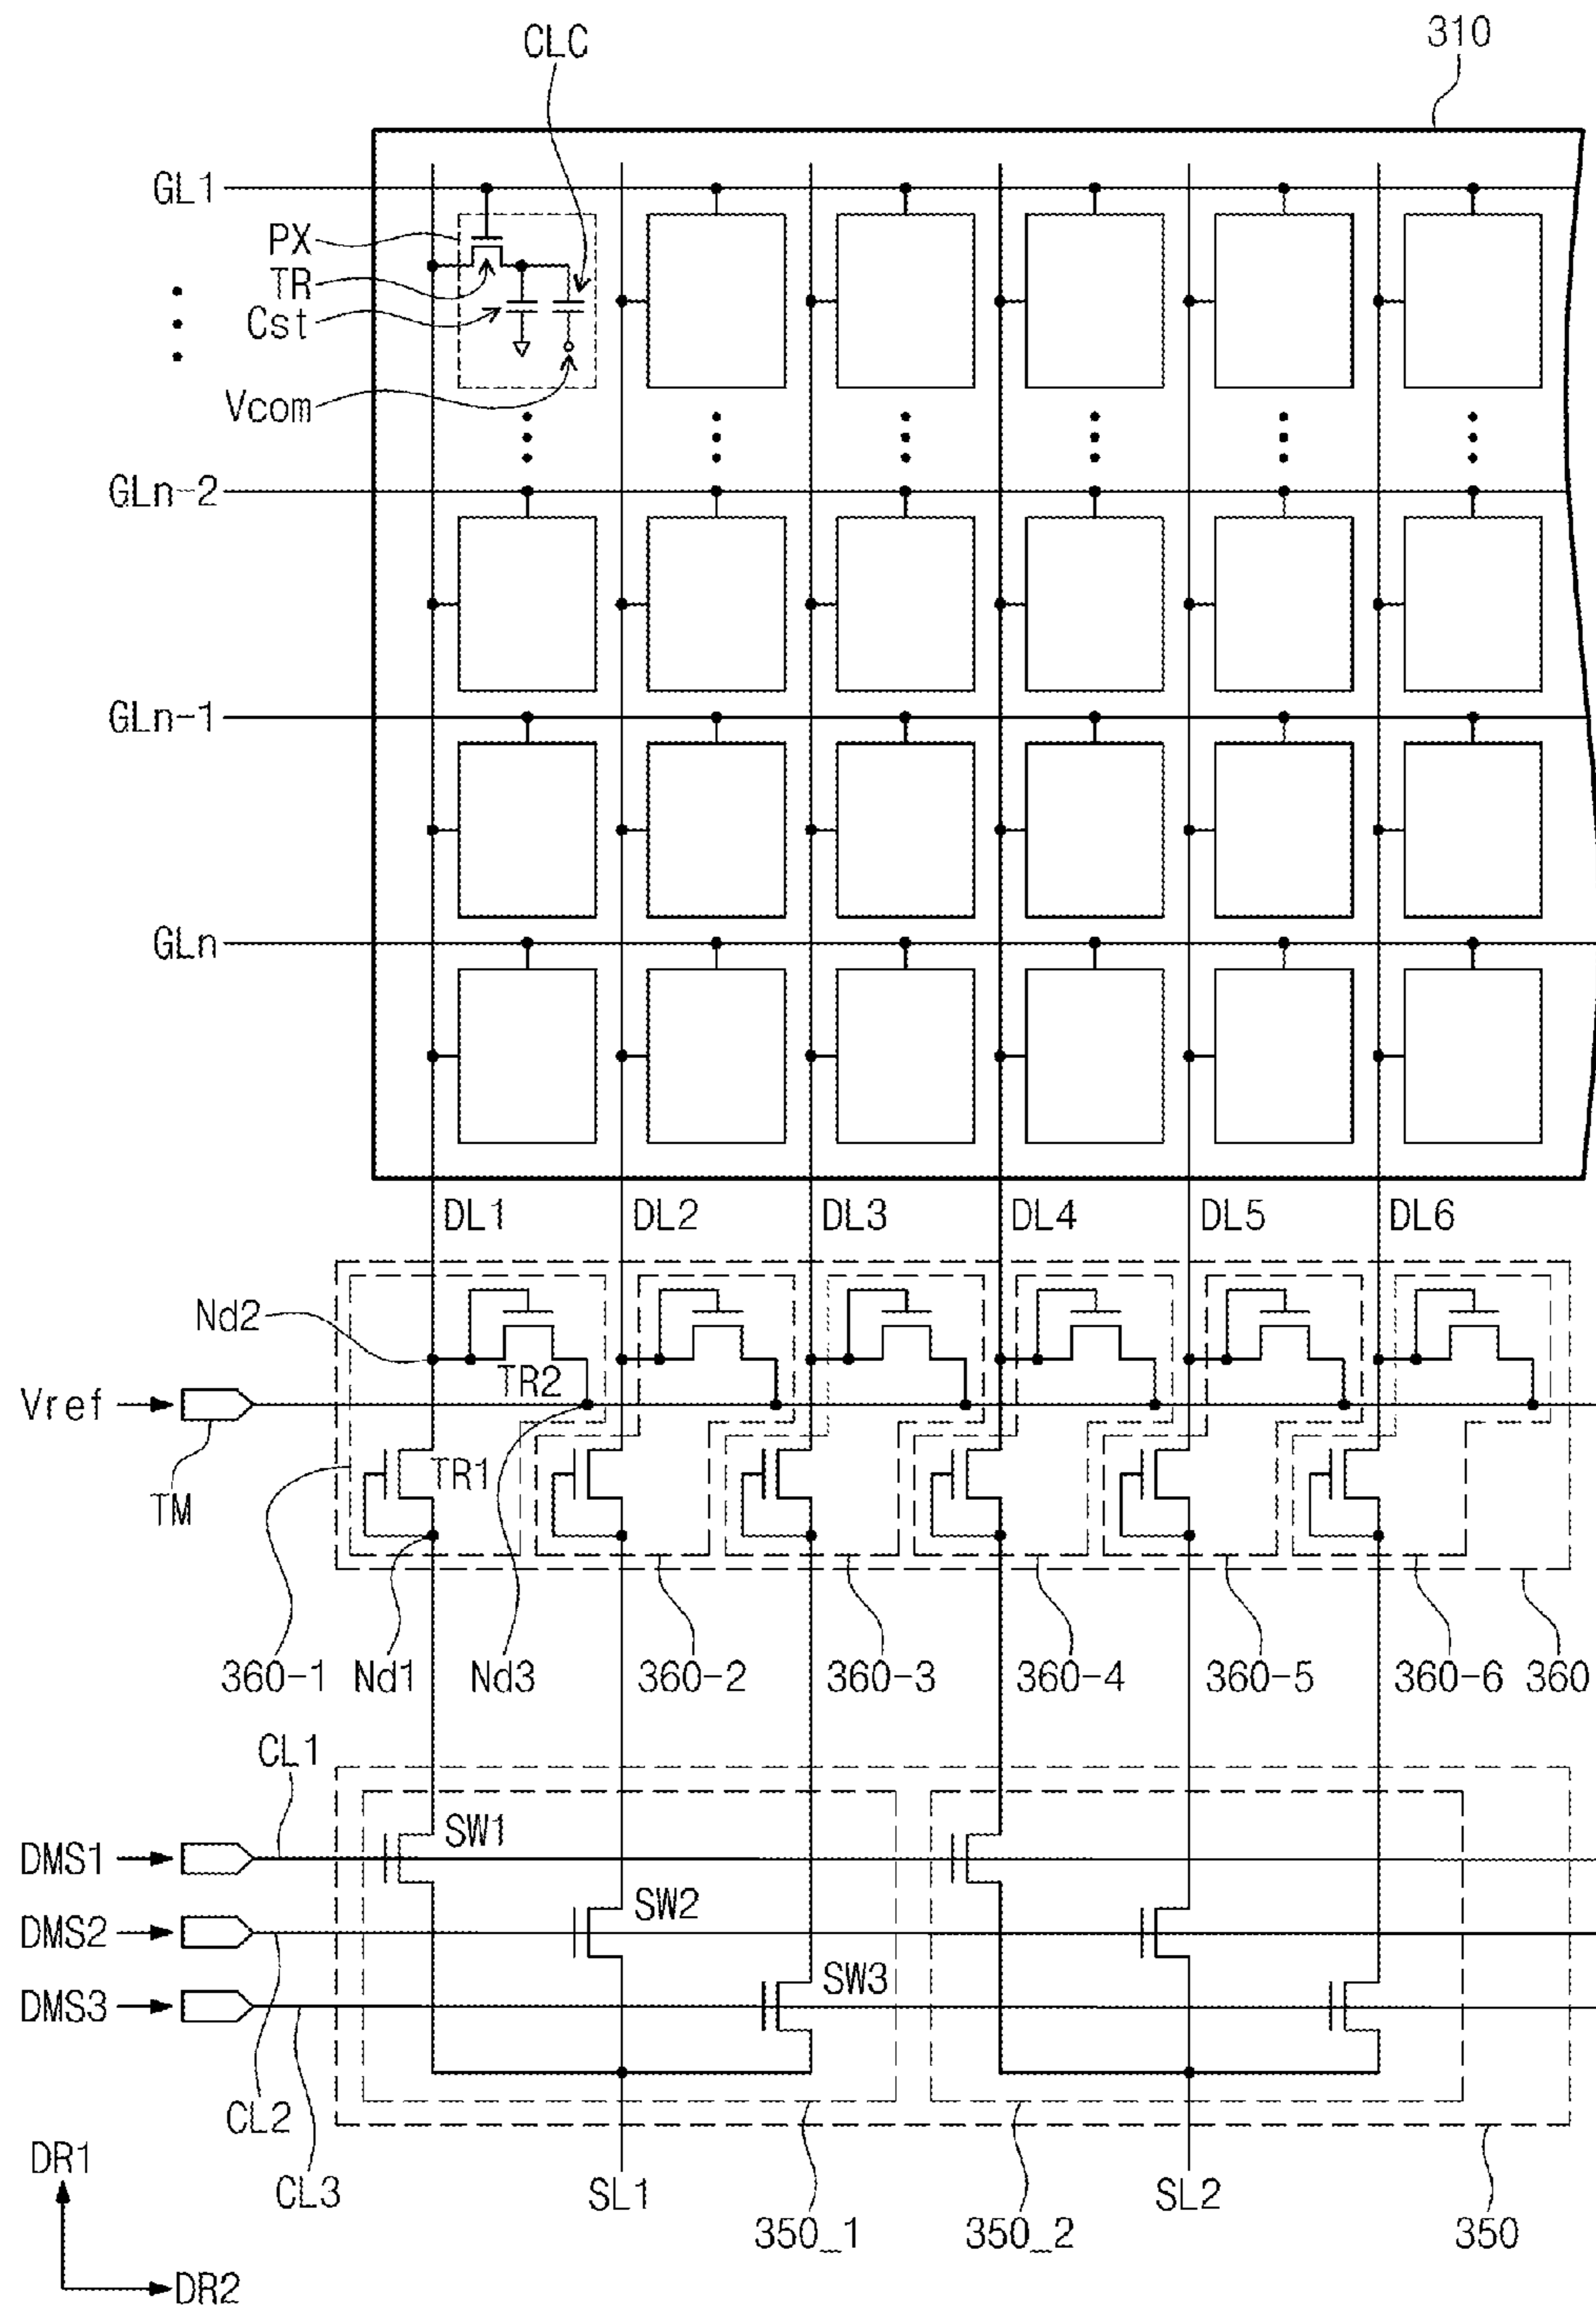 CLC
310
GL1
PX
TR
Cst
Vcom
GLn-2
GLn-1
GLn
DL1 DL2 DL3 DL4 DL5 DL6
Nd2
TR2
Vref
TR1
TM
360-1 Nd1 Nd3 360-2 360-3 360-4 360-5 360-6 360
CL1
SW1
DMS1
SW2
DMS2
SW3
DMS3
CL2
DR1
CL3 SL1 SL2
350_1 350_2 350
DR2